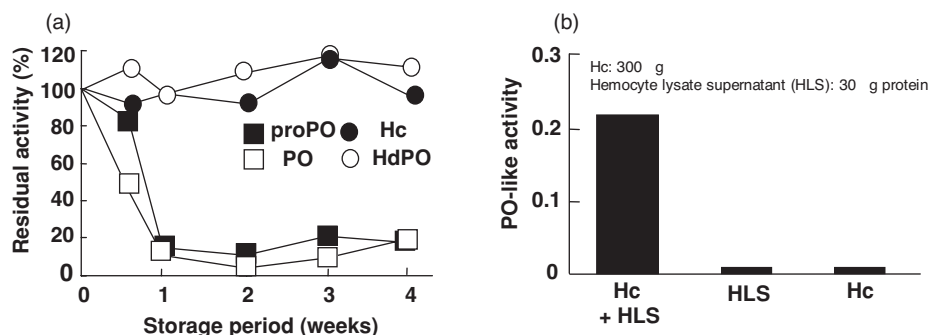 (a)
Residual activity (%)
120
100
80
60
40
20
0
proPO
Hc
PO
HdPO
0 1 2 3 4
Storage period (weeks)
(b)
PO-like activity
0.3
0.2
0.1
0
Hc: 300 g
Hemocyte lysate supernatant (HLS): 30 g protein
Hc
+ HLS
HLS
Hc